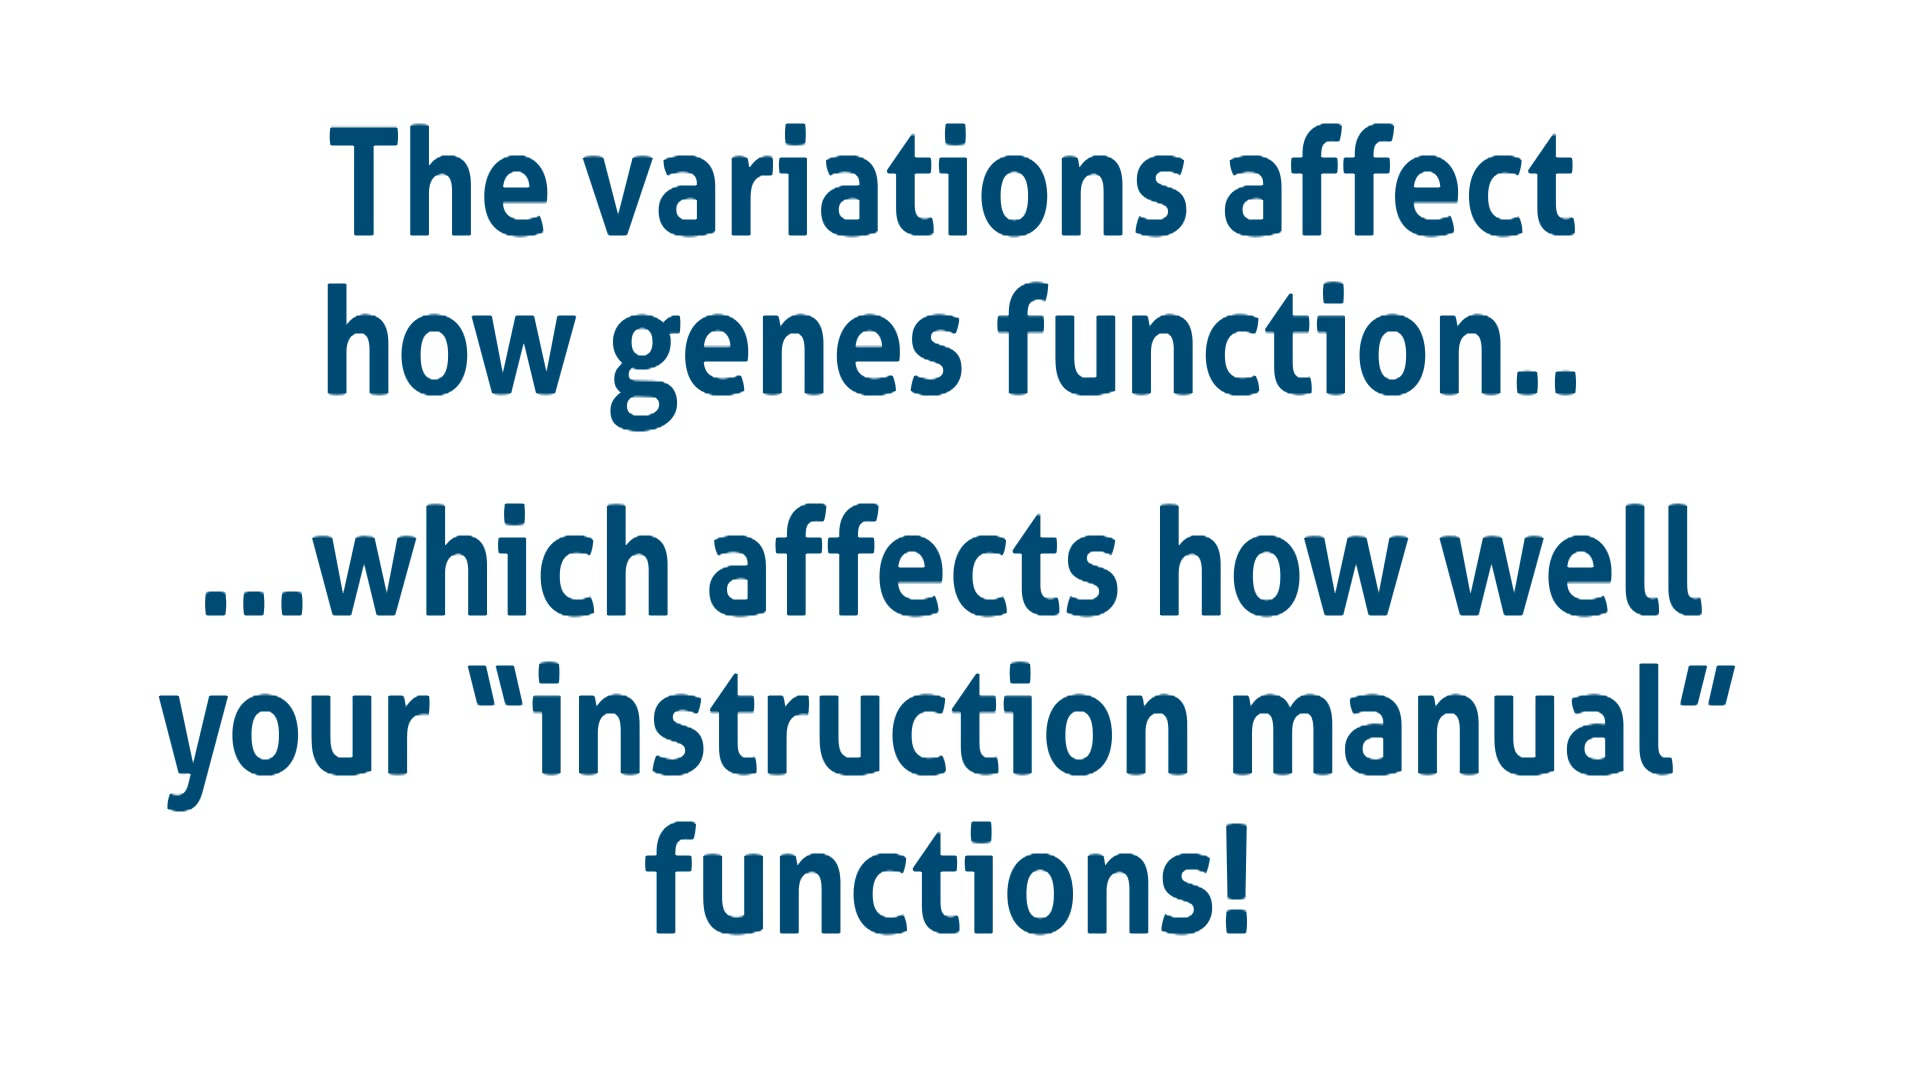 The variations affect
how genes function..
...which affects how well
your “instruction manual”
functions!